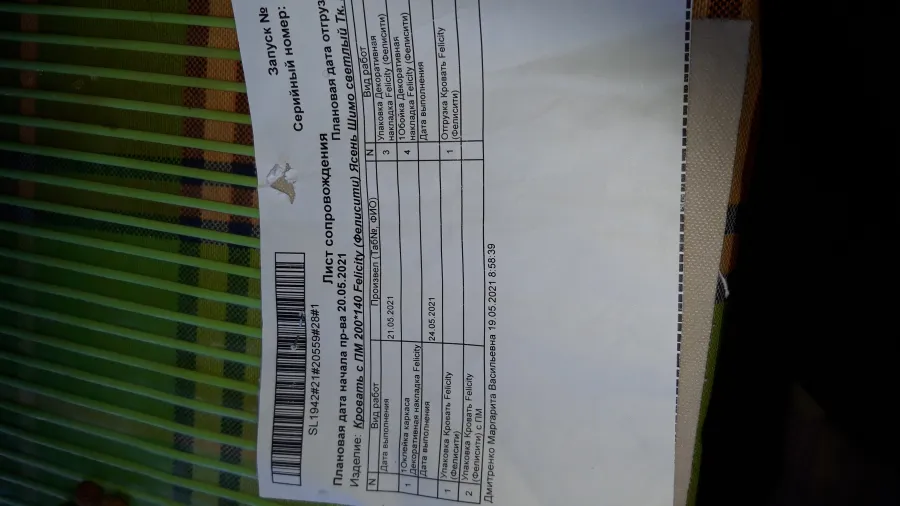 Запуск №
Серийный номер:
SL1942#21#20559#28#1
Лист сопровождения
Плановая дата начала пр-ва 20.05.2021 Плановая дата отгруз
Изделие: Кровать с ПМ 200*140 Felicity (Фелисити) Ясень Шимо светлый Тк.
N Вид работ Произвел (Таб№, ФИО) N Вид работ
Дата выполнения 21.05.2021 3 Упаковка Декоративная
накладка Felicity (Фелисити)
1 1Оклейка каркаса 4 1Обойка Декоративная
Декоративная накладка Felicity накладка Felicity (Фелисити)
Дата выполнения 24.05.2021 Дата выполнения
1 Упаковка Кровать Felicity 1 Отгрузка Кровать Felicity
(Фелисити) (Фелисити)
2 Упаковка Кровать Felicity
(Фелисити) с ПМ
Дмитренко Маргарита Васильевна 19.05.2021 8:58:39